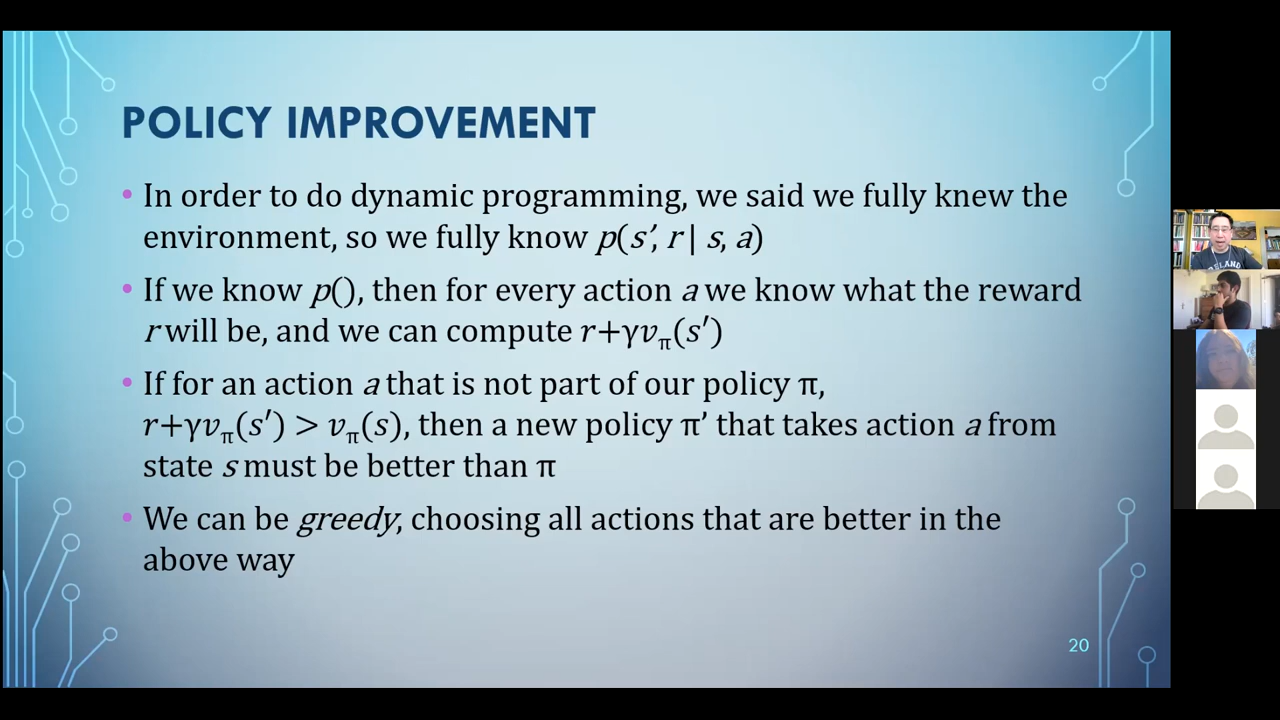 POLICY IMPROVEMENT
• In order to do dynamic programming, we said we fully knew the
environment, so we fully know p(s′, r | s, a)
• If we know p(), then for every action a we know what the reward
r will be, and we can compute r+γvπ(s′)
• If for an action a that is not part of our policy π,
r+γvπ(s′) > vπ(s), then a new policy π’ that takes action a from
state s must be better than π
• We can be greedy, choosing all actions that are better in the
above way
20
ELAND